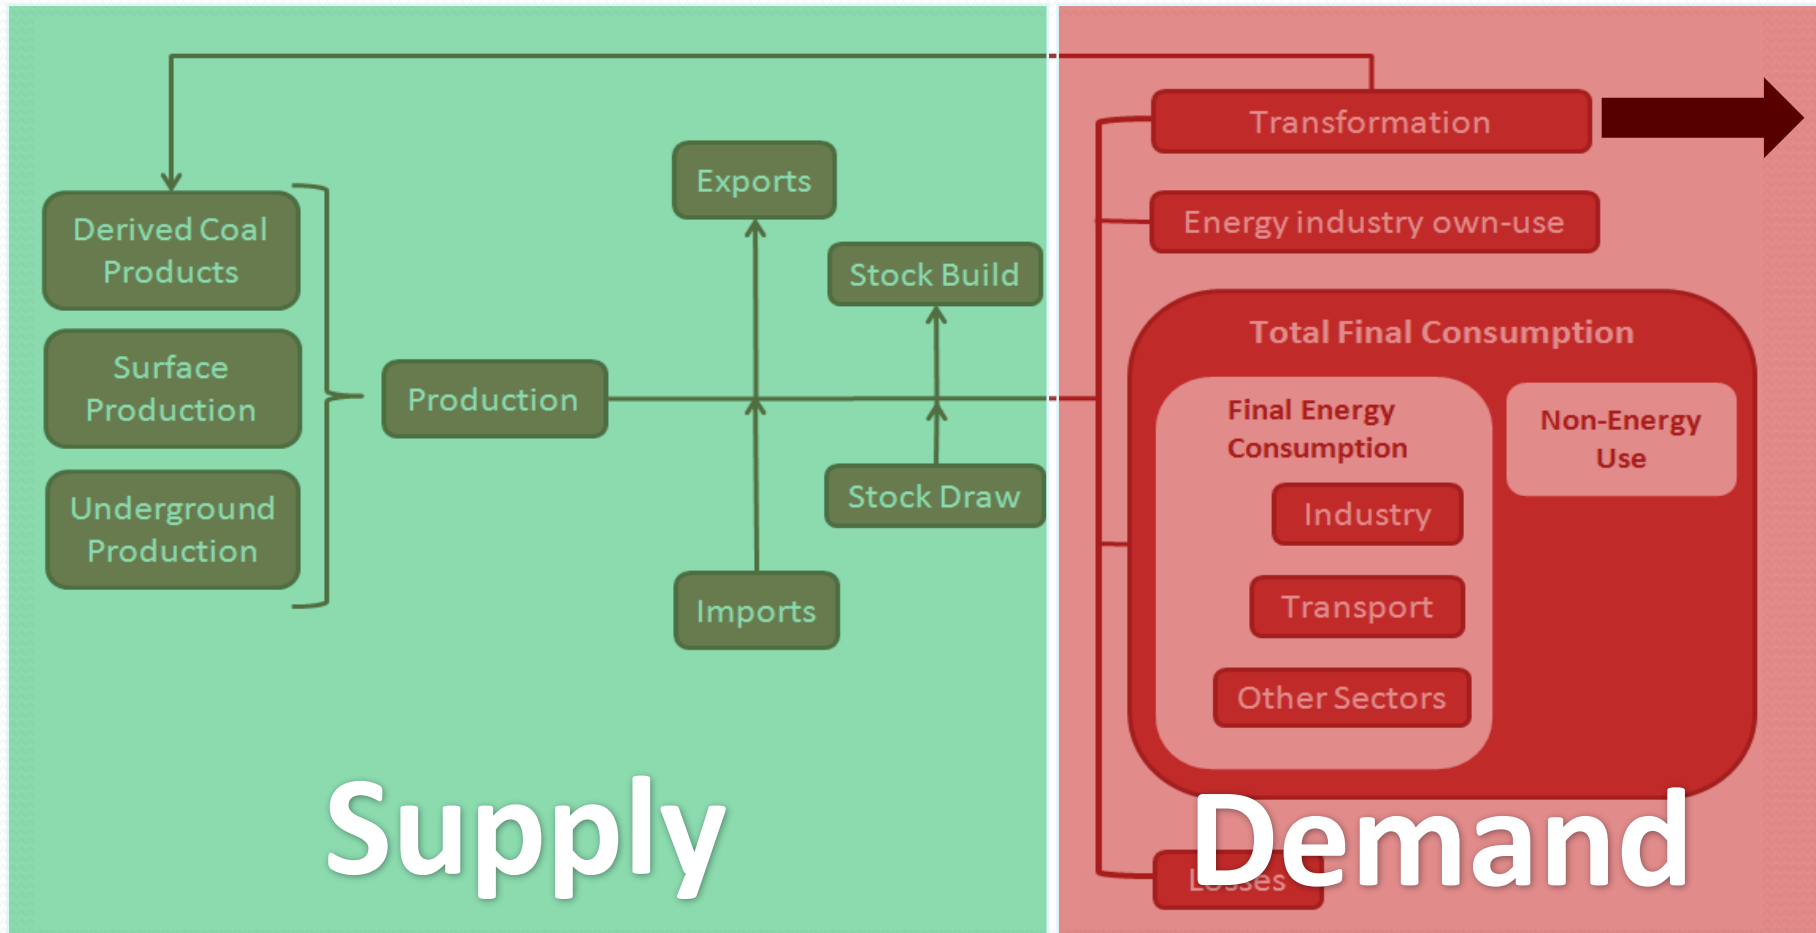 Derived Coal
Products
Surface
Production
Underground
Production
Production
Exports
Imports
Stock Build
Stock Draw
Supply
Transformation
Energy industry own-use
Total Final Consumption
Final Energy
Consumption
Industry
Transport
Other Sectors
Non-Energy
Use
Losses
Demand